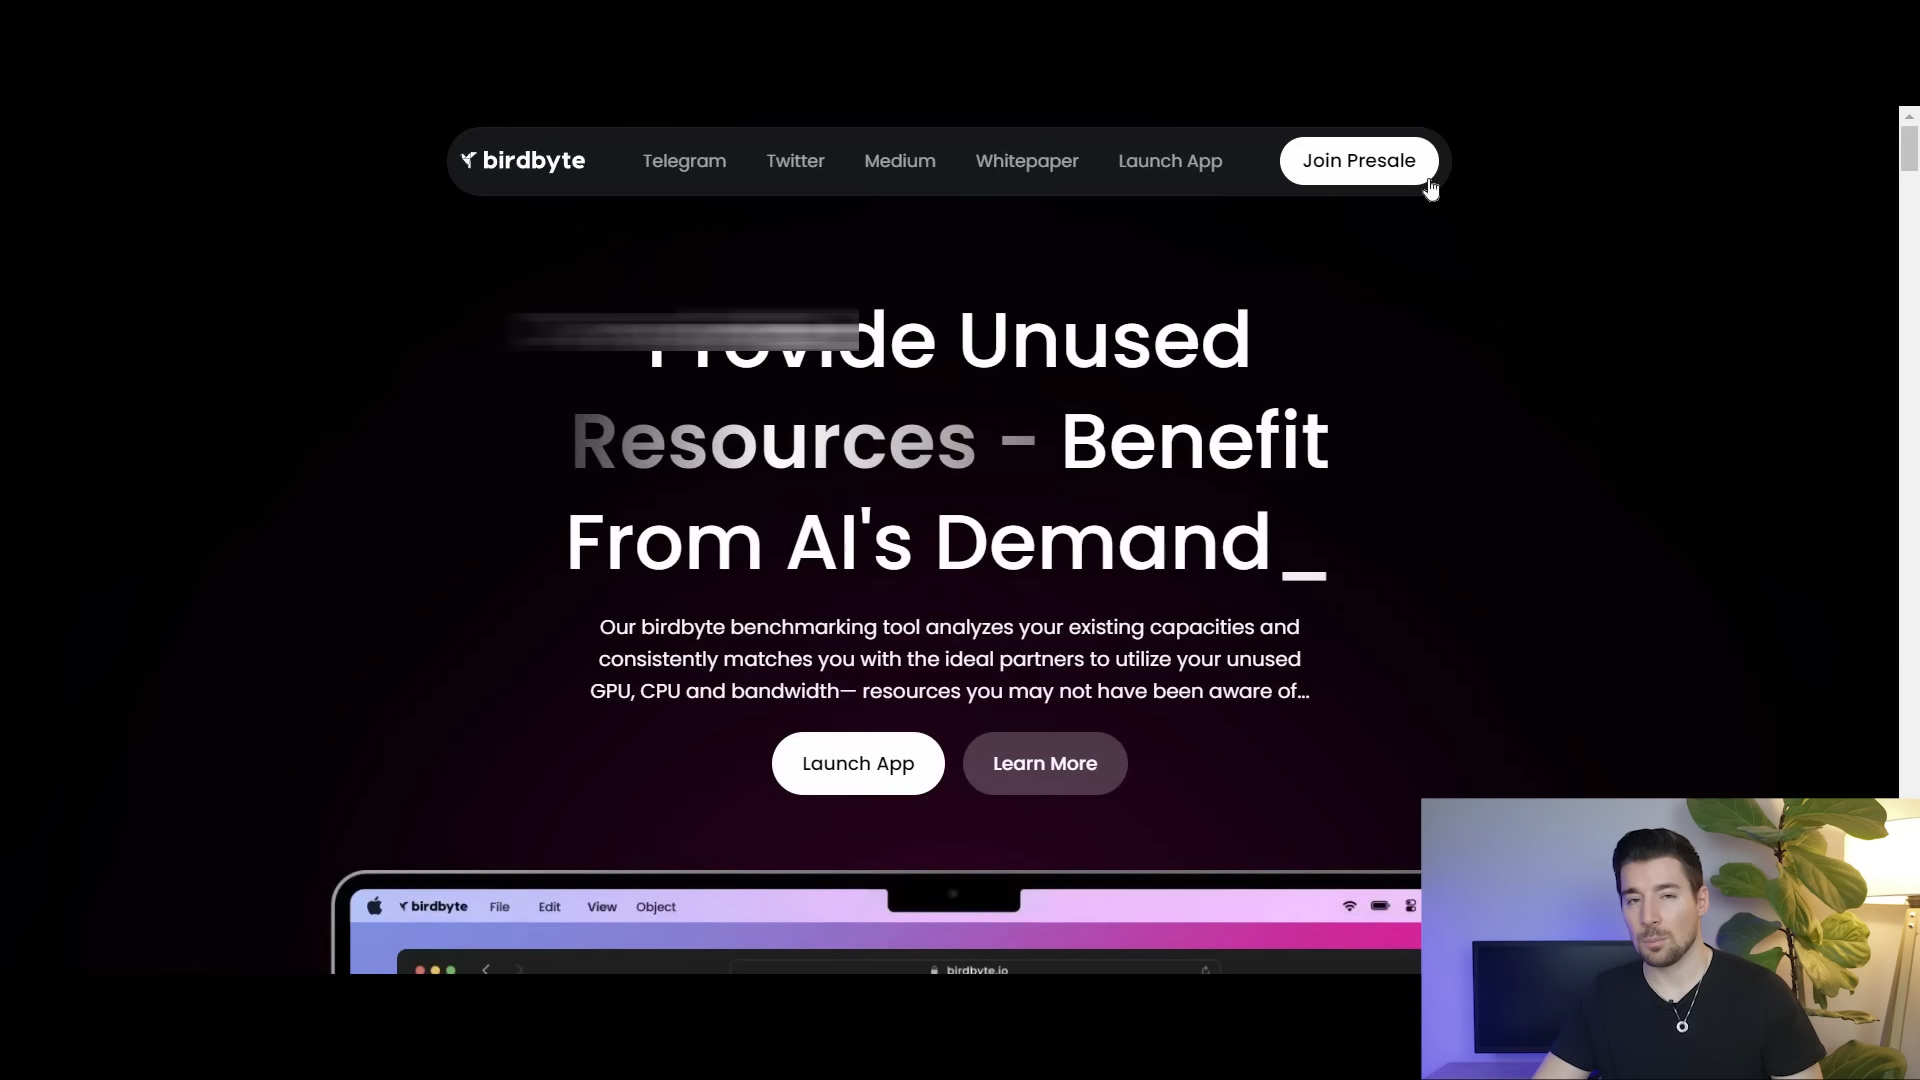 birdbyte
Telegram
Twitter
Medium
Whitepaper
Launch App
Join Presale
Provide Unused
Resources - Benefit
From AI's Demand_
Our birdbyte benchmarking tool analyzes your existing capacities and
consistently matches you with the ideal partners to utilize your unused
GPU, CPU and bandwidth— resources you may not have been aware of...
Launch App
Learn More
birdbyte
File
Edit
View
Object
birdbyte.io